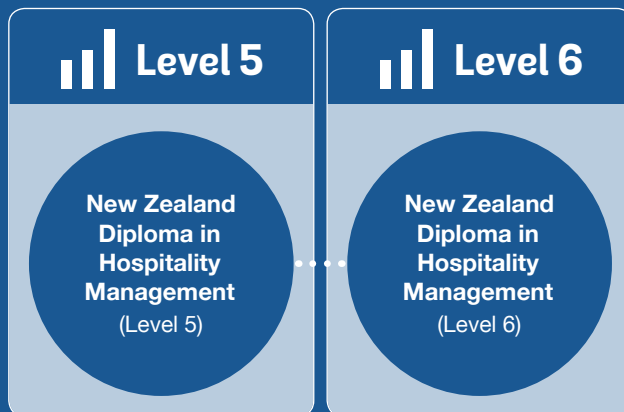 Level 5
New Zealand
Diploma in
Hospitality
Management
(Level 5)
Level 6
New Zealand
Diploma in
Hospitality
Management
(Level 6)